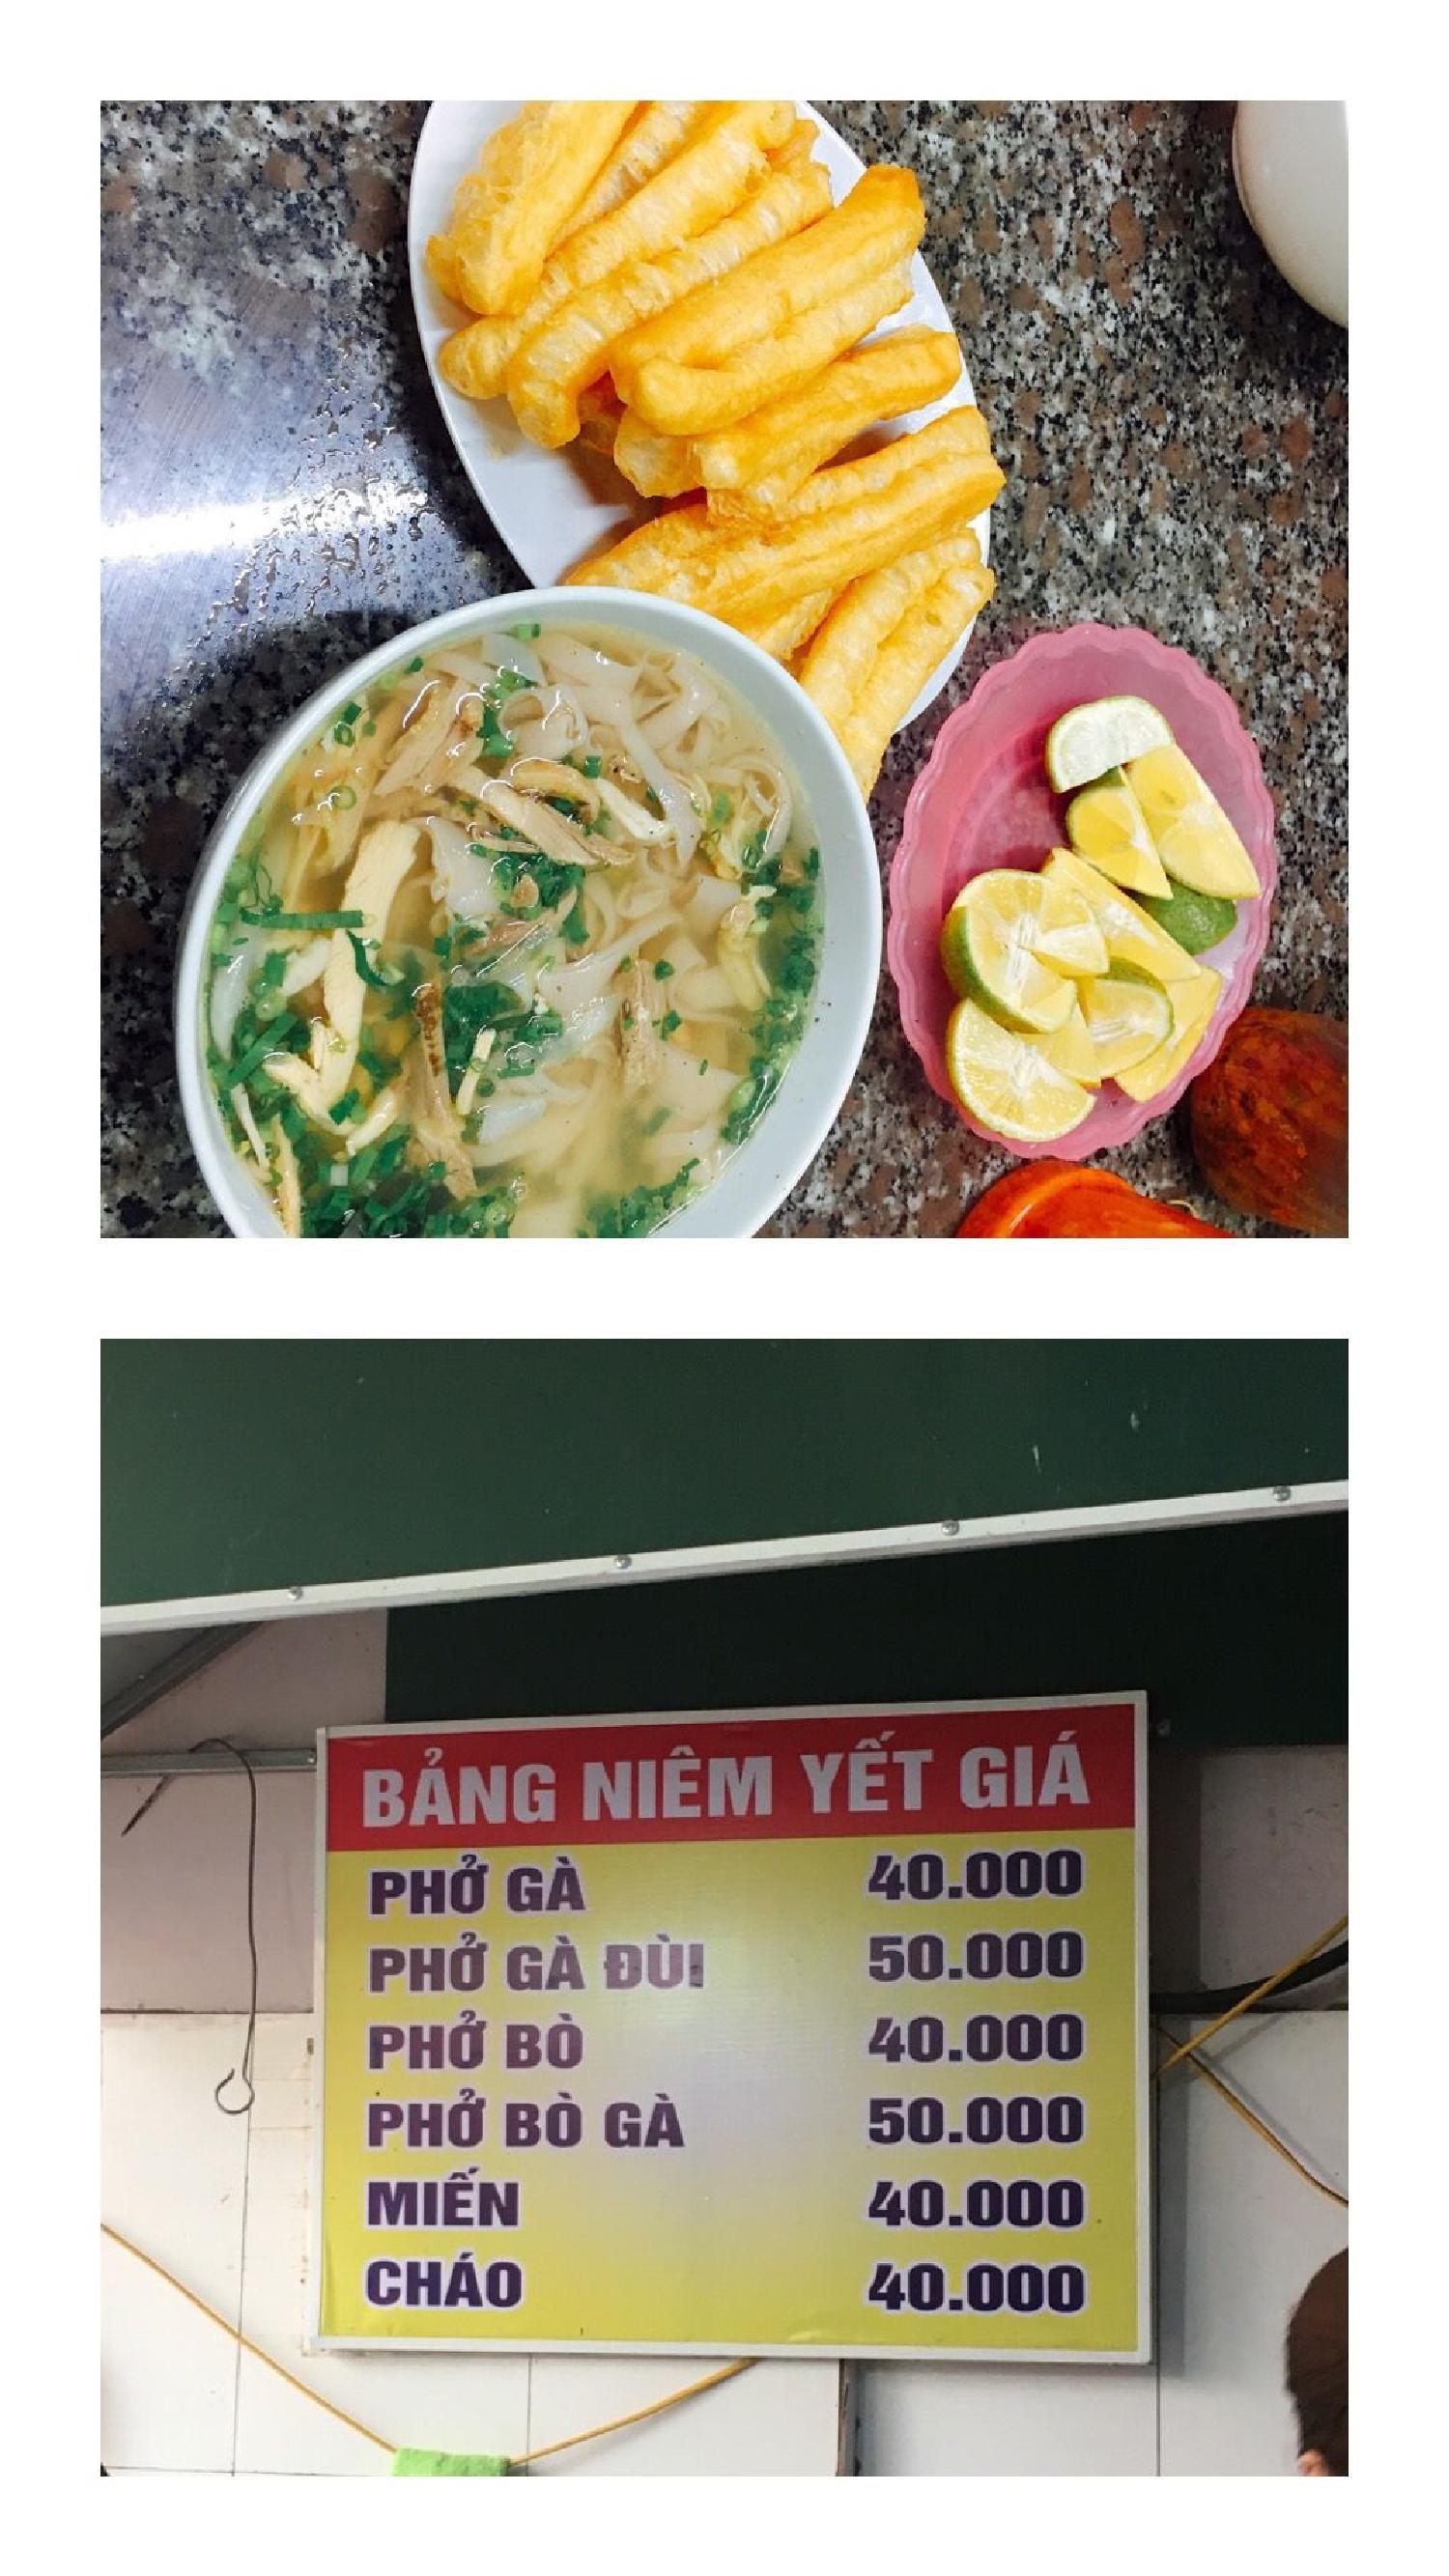 BẢNG NIÊM YẾT GIÁ
PHỞ GÀ 40.000
PHỞ GÀ ĐÙI 50.000
PHỞ BÒ 40.000
PHỞ BÒ GÀ 50.000
MIẾN 40.000
CHÁO 40.000